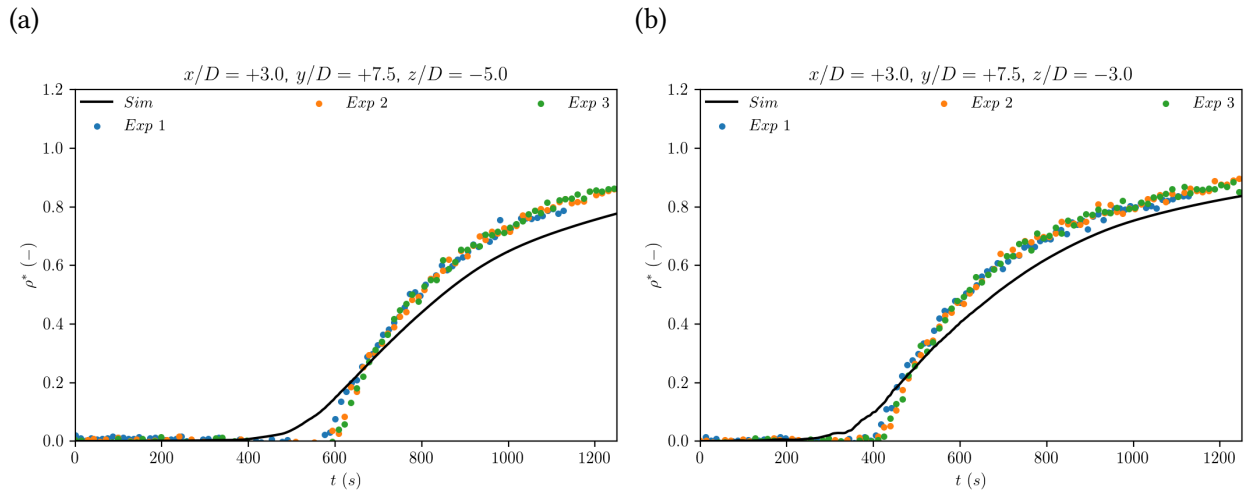 (a)
x/D = +3.0, y/D = +7.5, z/D = −5.0
1.2
1.0
0.8
0.6
0.4
0.2
0.0
ρ* (−)
Sim
Exp 1
Exp 2
Exp 3
0 200 400 600 800 1000 1200
t (s)
(b)
x/D = +3.0, y/D = +7.5, z/D = −3.0
1.2
1.0
0.8
0.6
0.4
0.2
0.0
ρ* (−)
Sim
Exp 1
Exp 2
Exp 3
0 200 400 600 800 1000 1200
t (s)